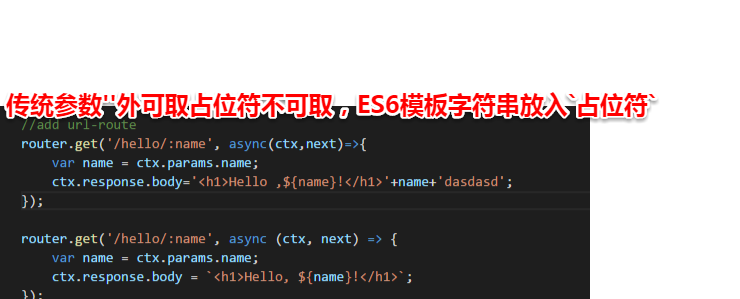 传统参数''外可取占位符不可取，ES6模板字符串放入`占位符`
//add url-route
router.get('/hello/:name', async(ctx,next)=>{
var name = ctx.params.name;
ctx.response.body='<h1>Hello ,${name}!</h1>'+name+'dasdasd';
});
router.get('/hello/:name', async (ctx, next) => {
var name = ctx.params.name;
ctx.response.body = `<h1>Hello, ${name}!</h1>`;
});